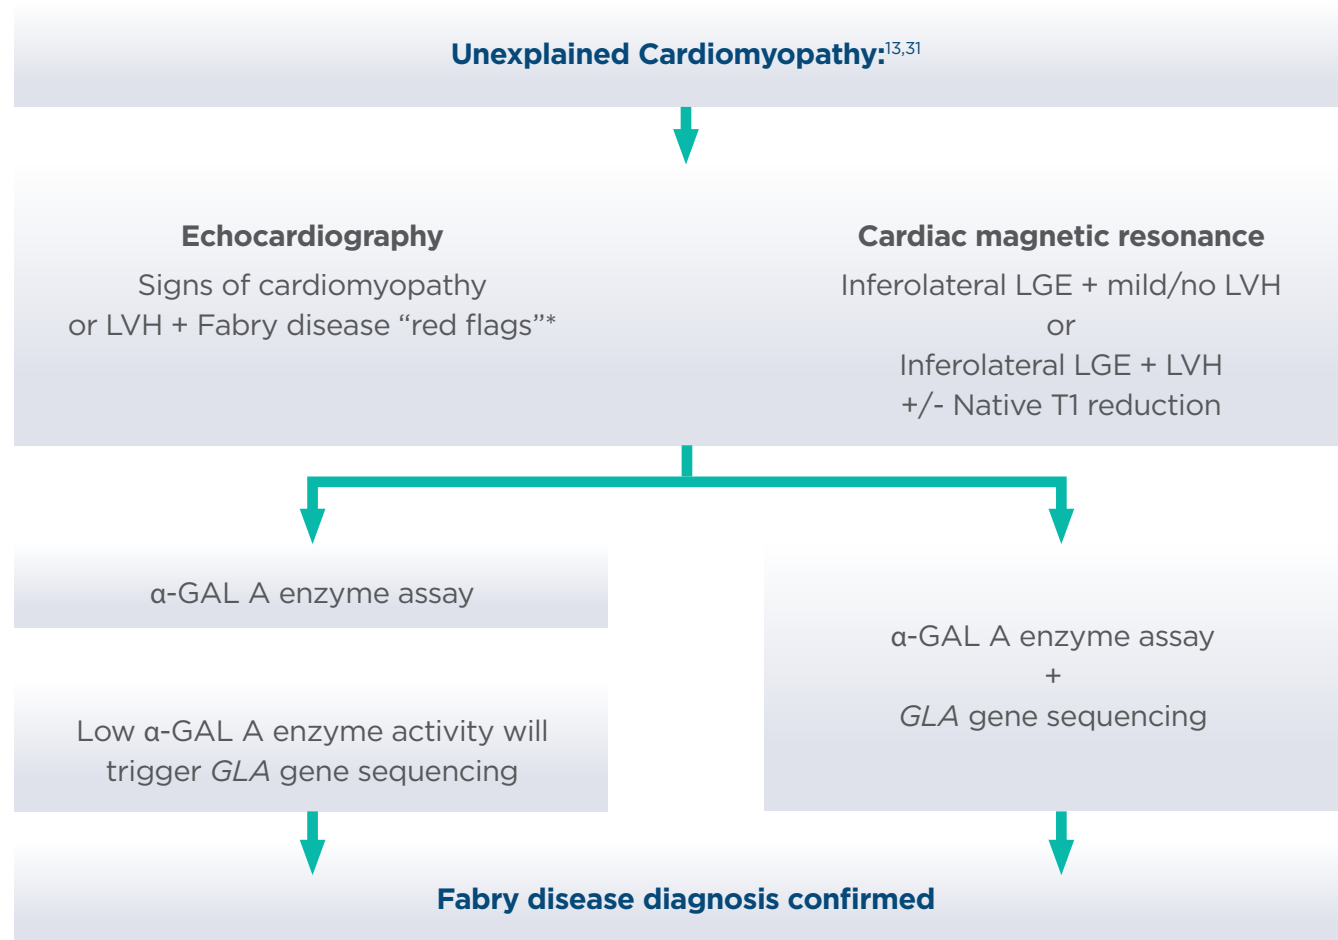 Unexplained Cardiomyopathy:13,31
Echocardiography
Signs of cardiomyopathy
or LVH + Fabry disease “red flags”*
Cardiac magnetic resonance
Inferolateral LGE + mild/no LVH
or
Inferolateral LGE + LVH
+/- Native T1 reduction
α-GAL A enzyme assay
Low α-GAL A enzyme activity will
trigger GLA gene sequencing
α-GAL A enzyme assay
+
GLA gene sequencing
Fabry disease diagnosis confirmed